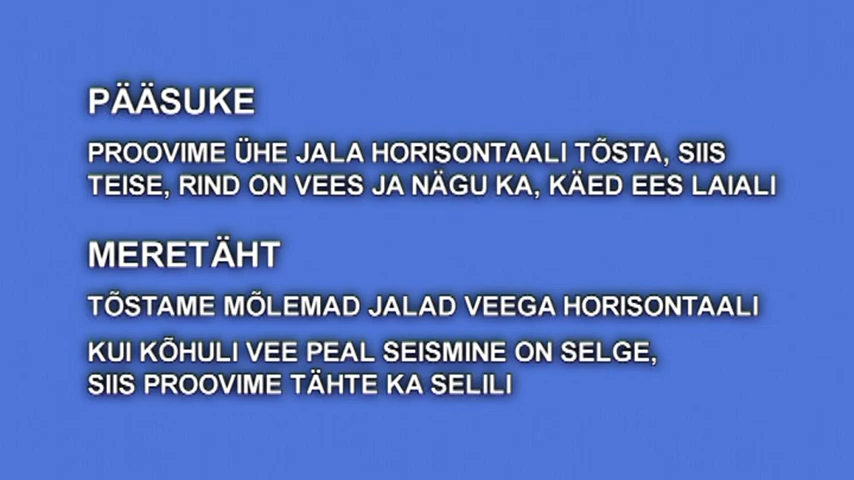 PÄÄSUKE
PROOVIME ÜHE JALA HORISONTAALI TÕSTA, SIIS
TEISE, RIND ON VEES JA NÄGU KA, KÄED EES LAIALI
MERETÄHT
TÕSTAME MÕLEMAD JALAD VEEGA HORISONTAALI
KUI KÕHULI VEE PEAL SEISMINE ON SELGE,
SIIS PROOVIME TÄHTE KA SELILI